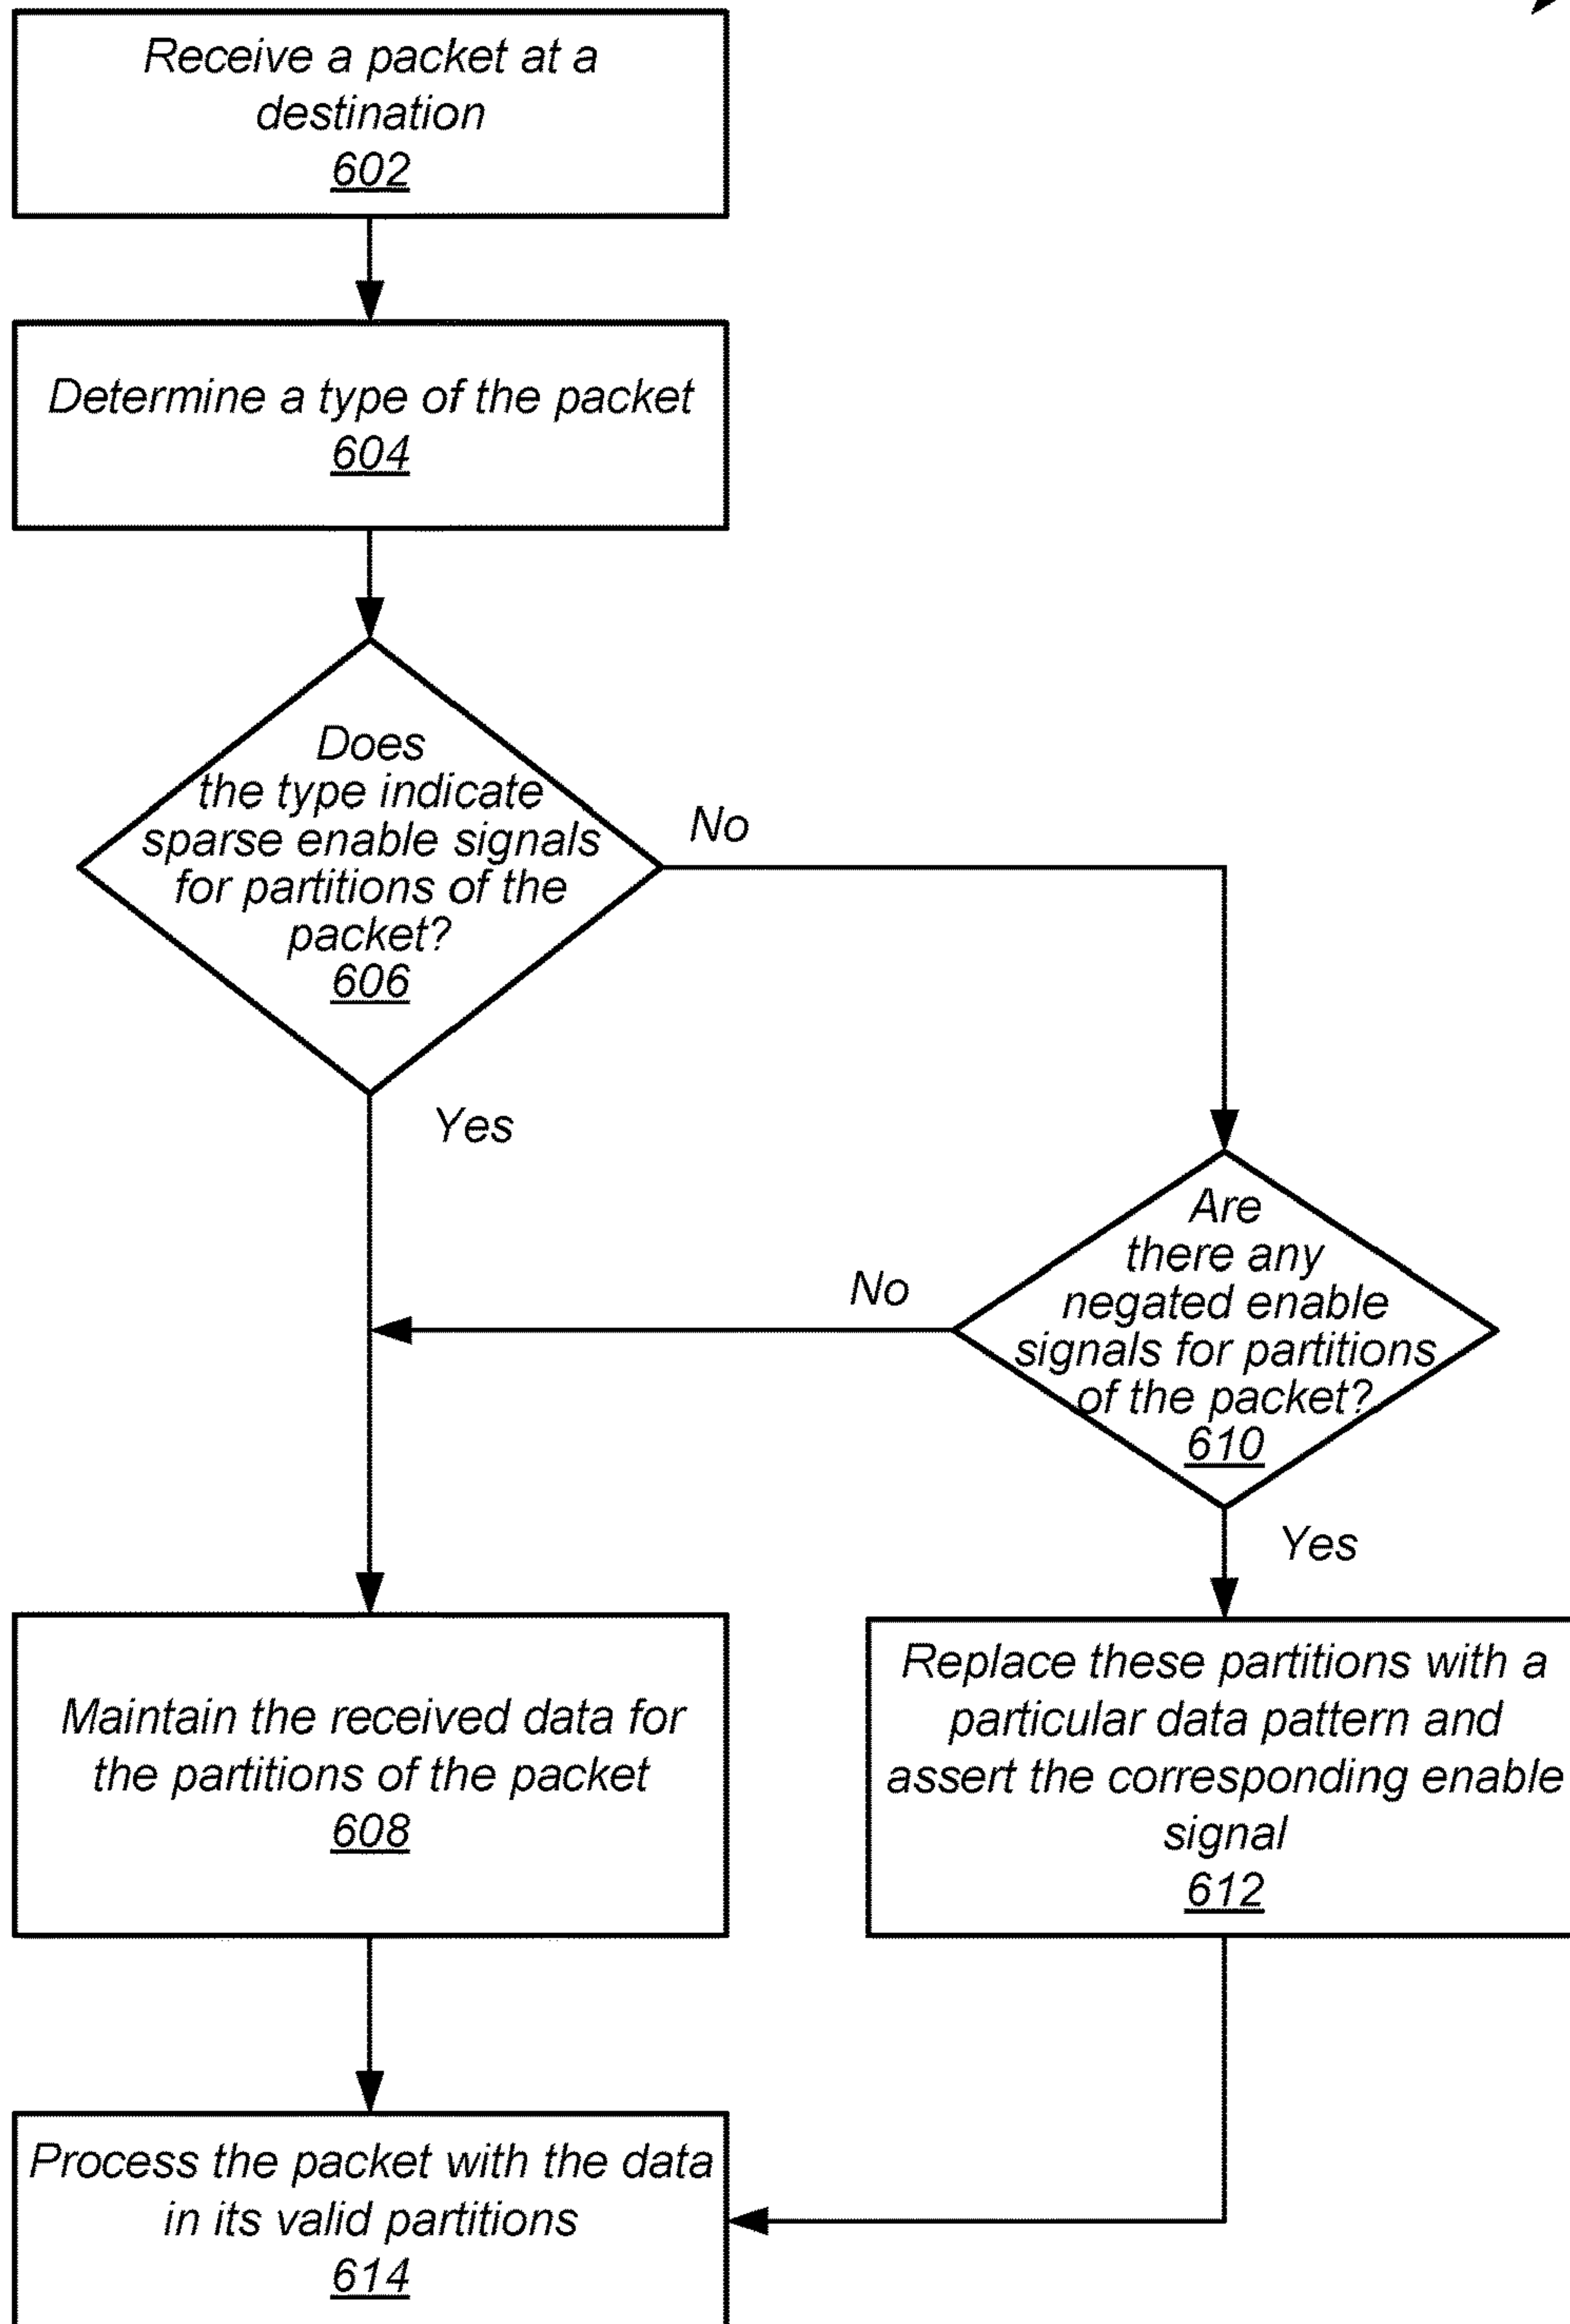 Receive a packet at a
destination
602
Determine a type of the packet
604
Does
the type indicate
sparse enable signals
for partitions of the
packet?
606
No
Yes
Are
there any
negated enable
signals for partitions
of the packet?
610
No
Yes
Maintain the received data for
the partitions of the packet
608
Replace these partitions with a
particular data pattern and
assert the corresponding enable
signal
612
Process the packet with the data
in its valid partitions
614